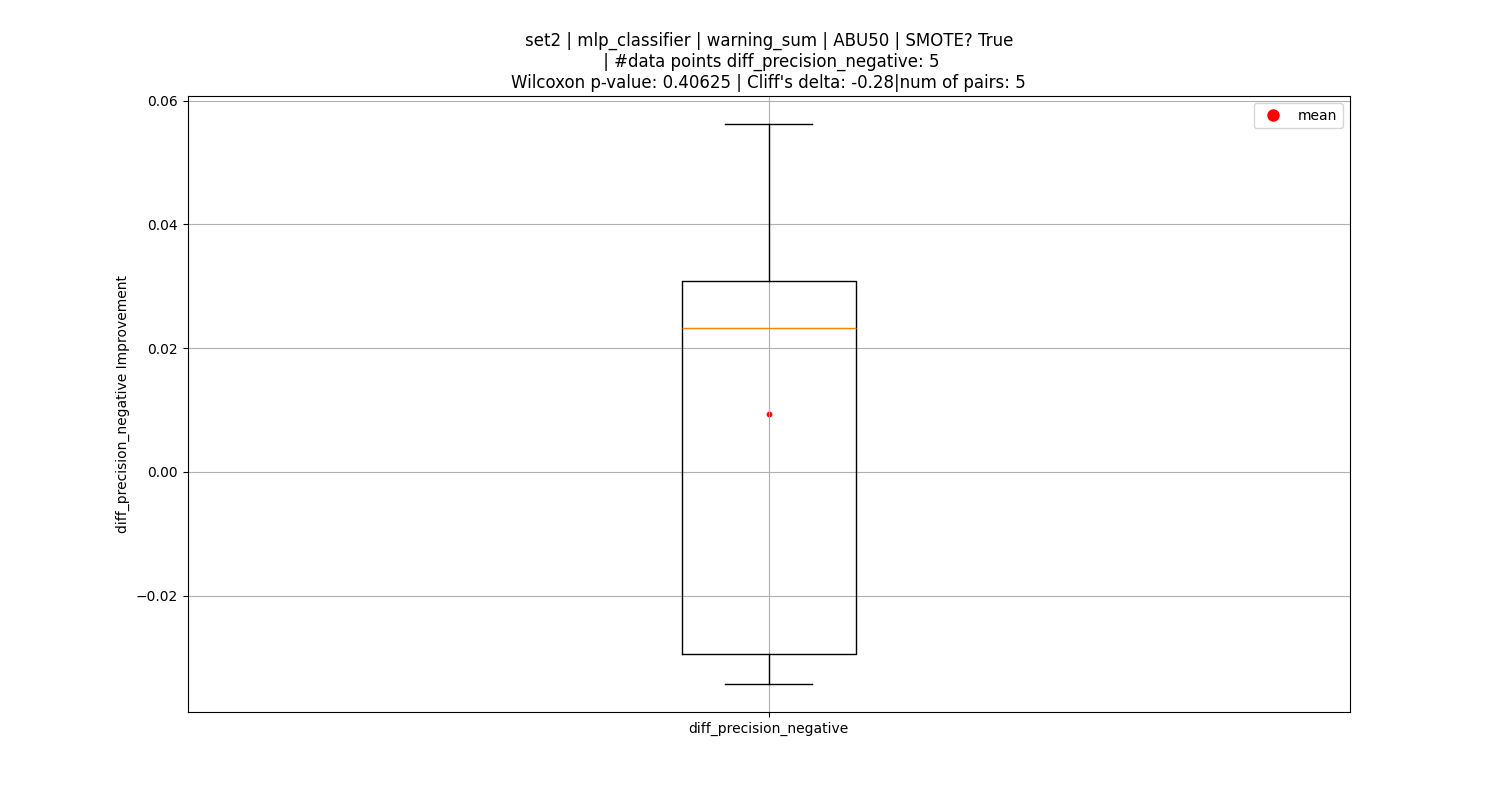 set2 | mlp_classifier | warning_sum | ABU50 | SMOTE? True
| #data points diff_precision_negative: 5
Wilcoxon p-value: 0.40625 | Cliff's delta: -0.28|num of pairs: 5
mean
0.06
0.04
0.02
0.00
−0.02
diff_precision_negative Improvement
diff_precision_negative